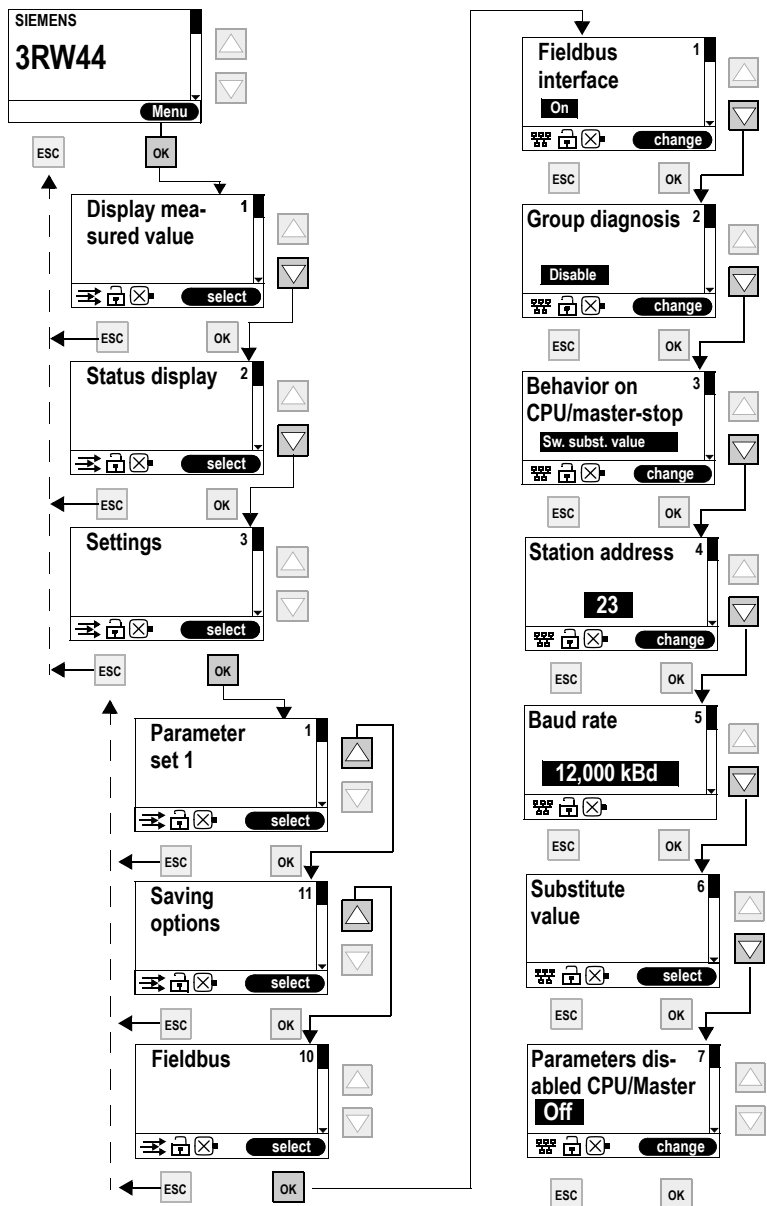 SIEMENS
3RW44
Menu
ESC
OK
Display mea-
sured value
1
select
ESC
OK
Status display
2
select
ESC
OK
Settings
3
select
ESC
OK
Parameter
set 1
1
select
ESC
OK
Saving
options
11
select
ESC
OK
Fieldbus
10
select
ESC
OK
Fieldbus
interface
1
On
change
ESC
OK
Group diagnosis
2
Disable
change
ESC
OK
Behavior on
CPU/master-stop
3
Sw. subst. value
change
ESC
OK
Station address
4
23
change
ESC
OK
Baud rate
5
12,000 kBd
ESC
OK
Substitute
value
6
select
ESC
OK
Parameters dis-
abled CPU/Master
7
Off
change
ESC
OK